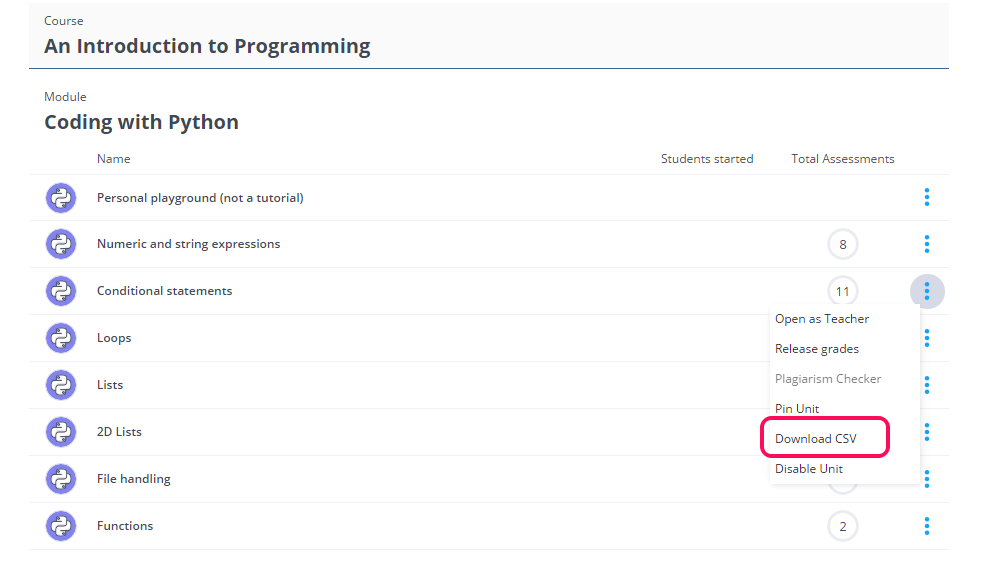 Course
An Introduction to Programming
Module
Coding with Python
Name Students started Total Assessments
Personal playground (not a tutorial)
Numeric and string expressions 8
Conditional statements 11
Open as Teacher
Loops
Release grades
Plagiarism Checker
Lists
Pin Unit
2D Lists
Download CSV
Disable Unit
File handling
Functions 2